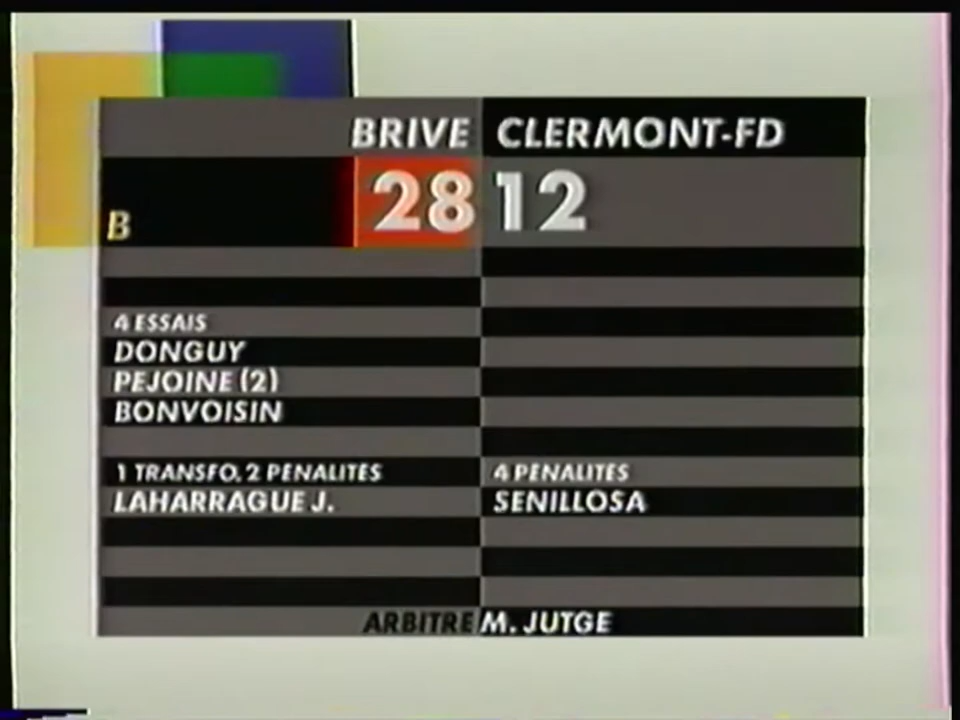 BRIVE CLERMONT-FD
B 28 12
4 ESSAIS
DONGUY
PEJOINE (2)
BONVOISIN
1 TRANSFO. 2 PENALITES 4 PENALITES
LAHARRAGUE J. SENILLOSA
ARBITRE M. JUTGE